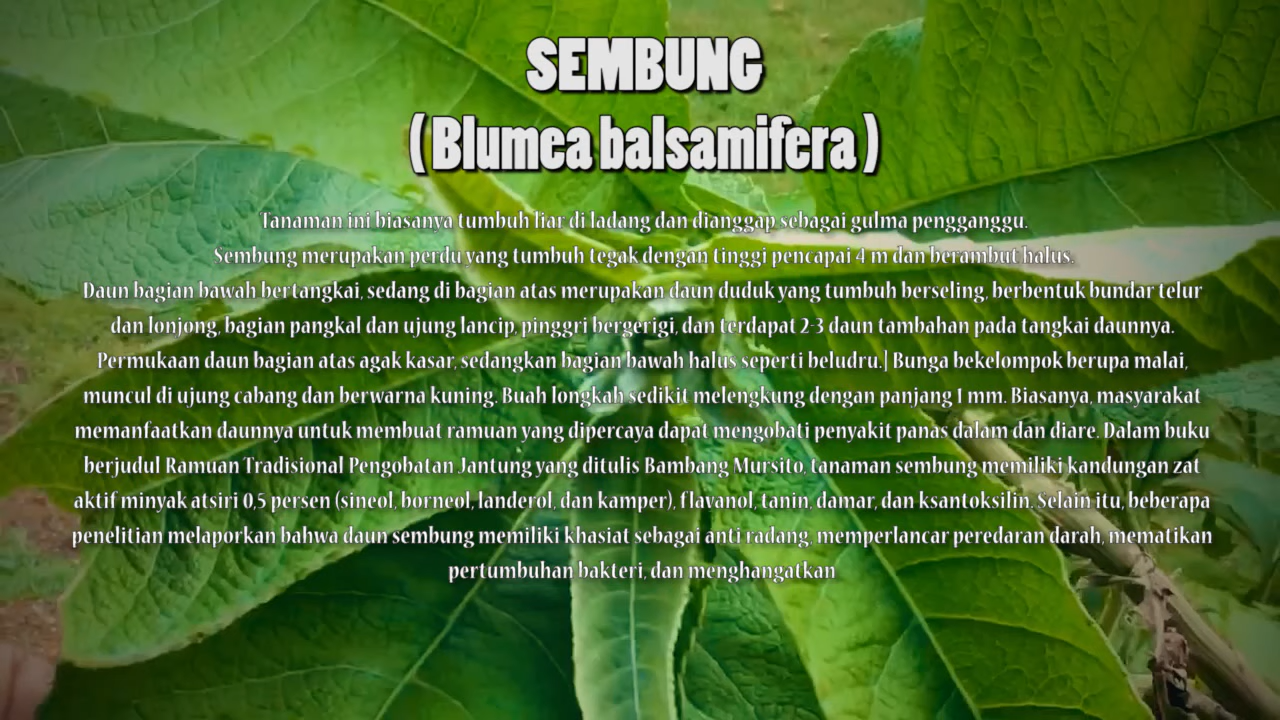 SEMBUNG
( Blumea balsamifera )
Tanaman ini biasanya tumbuh liar di ladang dan dianggap sebagai gulma pengganggu.
Sembung merupakan perdu yang tumbuh tegak dengan tinggi pencapai 4 m dan berambut halus.
Daun bagian bawah bertangkai, sedang di bagian atas merupakan daun duduk yang tumbuh berseling, berbentuk bundar telur
dan lonjong, bagian pangkal dan ujung lancip, pinggri bergerigi, dan terdapat 2-3 daun tambahan pada tangkai daunnya.
Permukaan daun bagian atas agak kasar, sedangkan bagian bawah halus seperti beludru.] Bunga bekelompok berupa malai,
muncul di ujung cabang dan berwarna kuning. Buah longkah sedikit melengkung dengan panjang 1 mm. Biasanya, masyarakat
memanfaatkan daunnya untuk membuat ramuan yang dipercaya dapat mengobati penyakit panas dalam dan diare. Dalam buku
berjudul Ramuan Tradisional Pengobatan Jantung yang ditulis Bambang Mursito, tanaman sembung memiliki kandungan zat
aktif minyak atsiri 0,5 persen (sineol, borneol, landerol, dan kamper), flavanol, tanin, damar, dan ksantoksilin. Selain itu, beberapa
penelitian melaporkan bahwa daun sembung memiliki khasiat sebagai anti radang, memperlancar peredaran darah, mematikan
pertumbuhan bakteri, dan menghangatkan